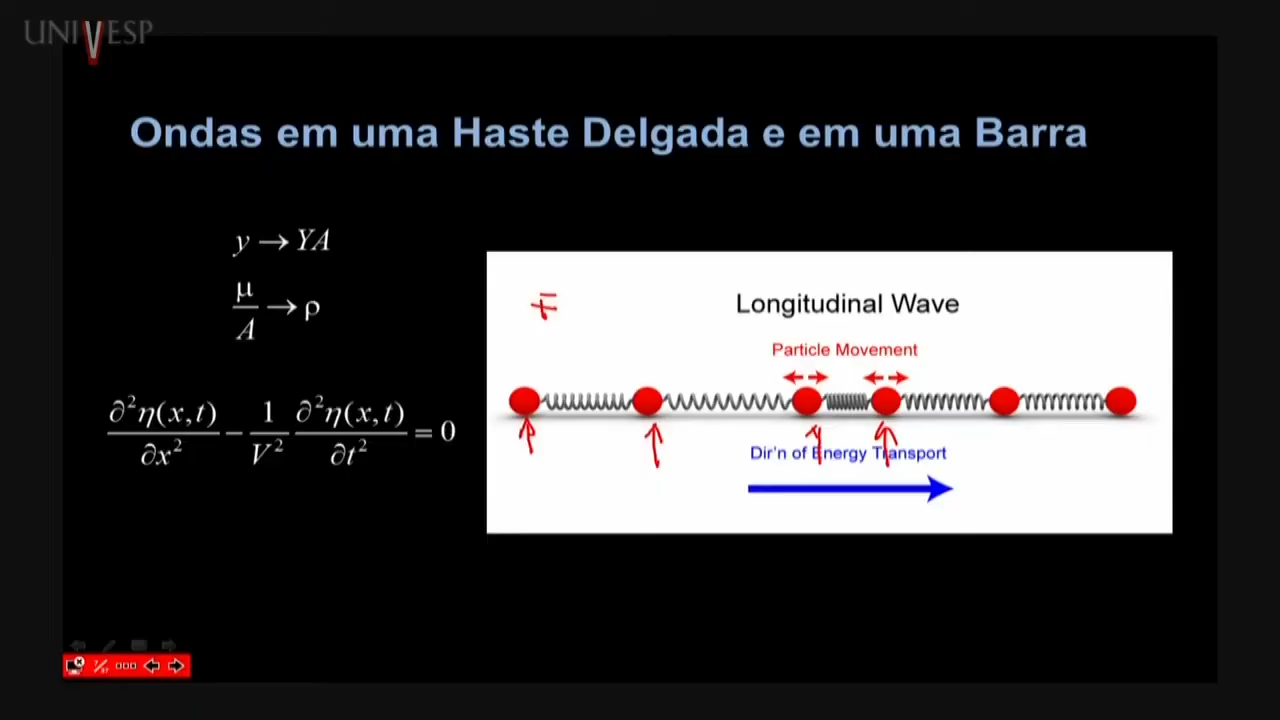 UNIVESP
Ondas em uma Haste Delgada e em uma Barra
y → YA
μ/A → ρ
∂²η(x,t)/∂x² − 1/V² ∂²η(x,t)/∂t² = 0
Longitudinal Wave
Particle Movement
Dir'n of Energy Transport